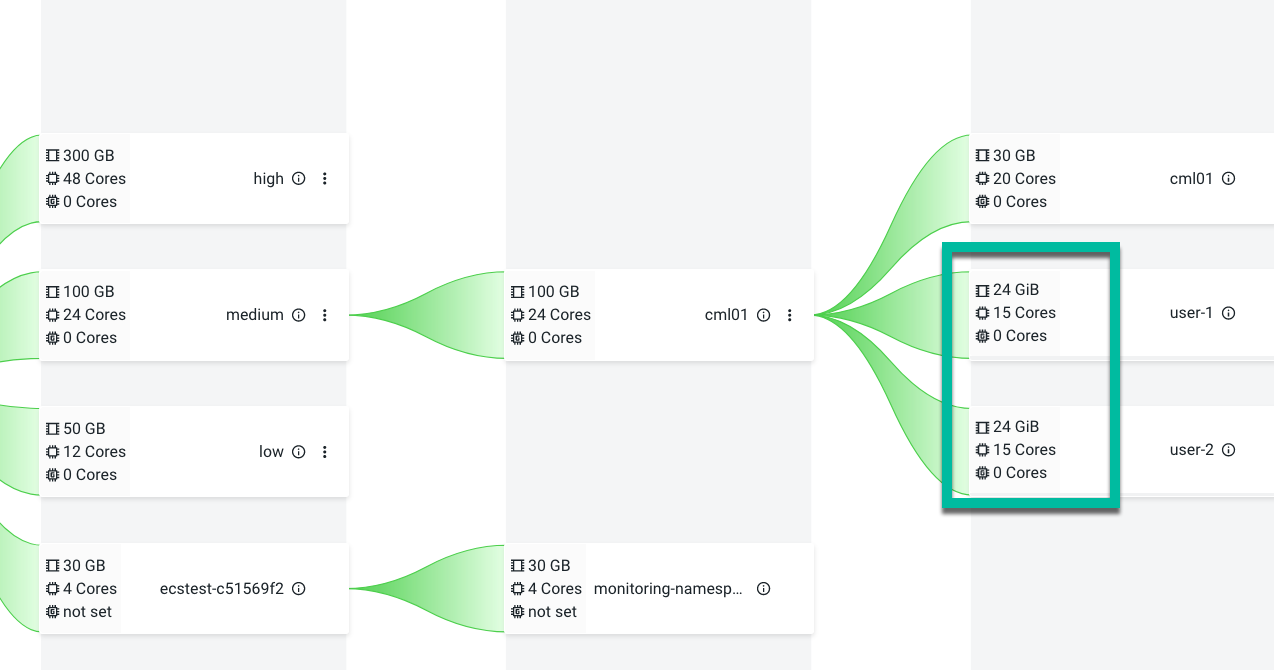 300 GB
48 Cores
0 Cores
high
100 GB
24 Cores
0 Cores
medium
50 GB
12 Cores
0 Cores
low
30 GB
4 Cores
not set
ecstest-c51569f2
100 GB
24 Cores
0 Cores
cml01
30 GB
4 Cores
not set
monitoring-namesp...
30 GB
20 Cores
0 Cores
cml01
24 GiB
15 Cores
0 Cores
user-1
24 GiB
15 Cores
0 Cores
user-2